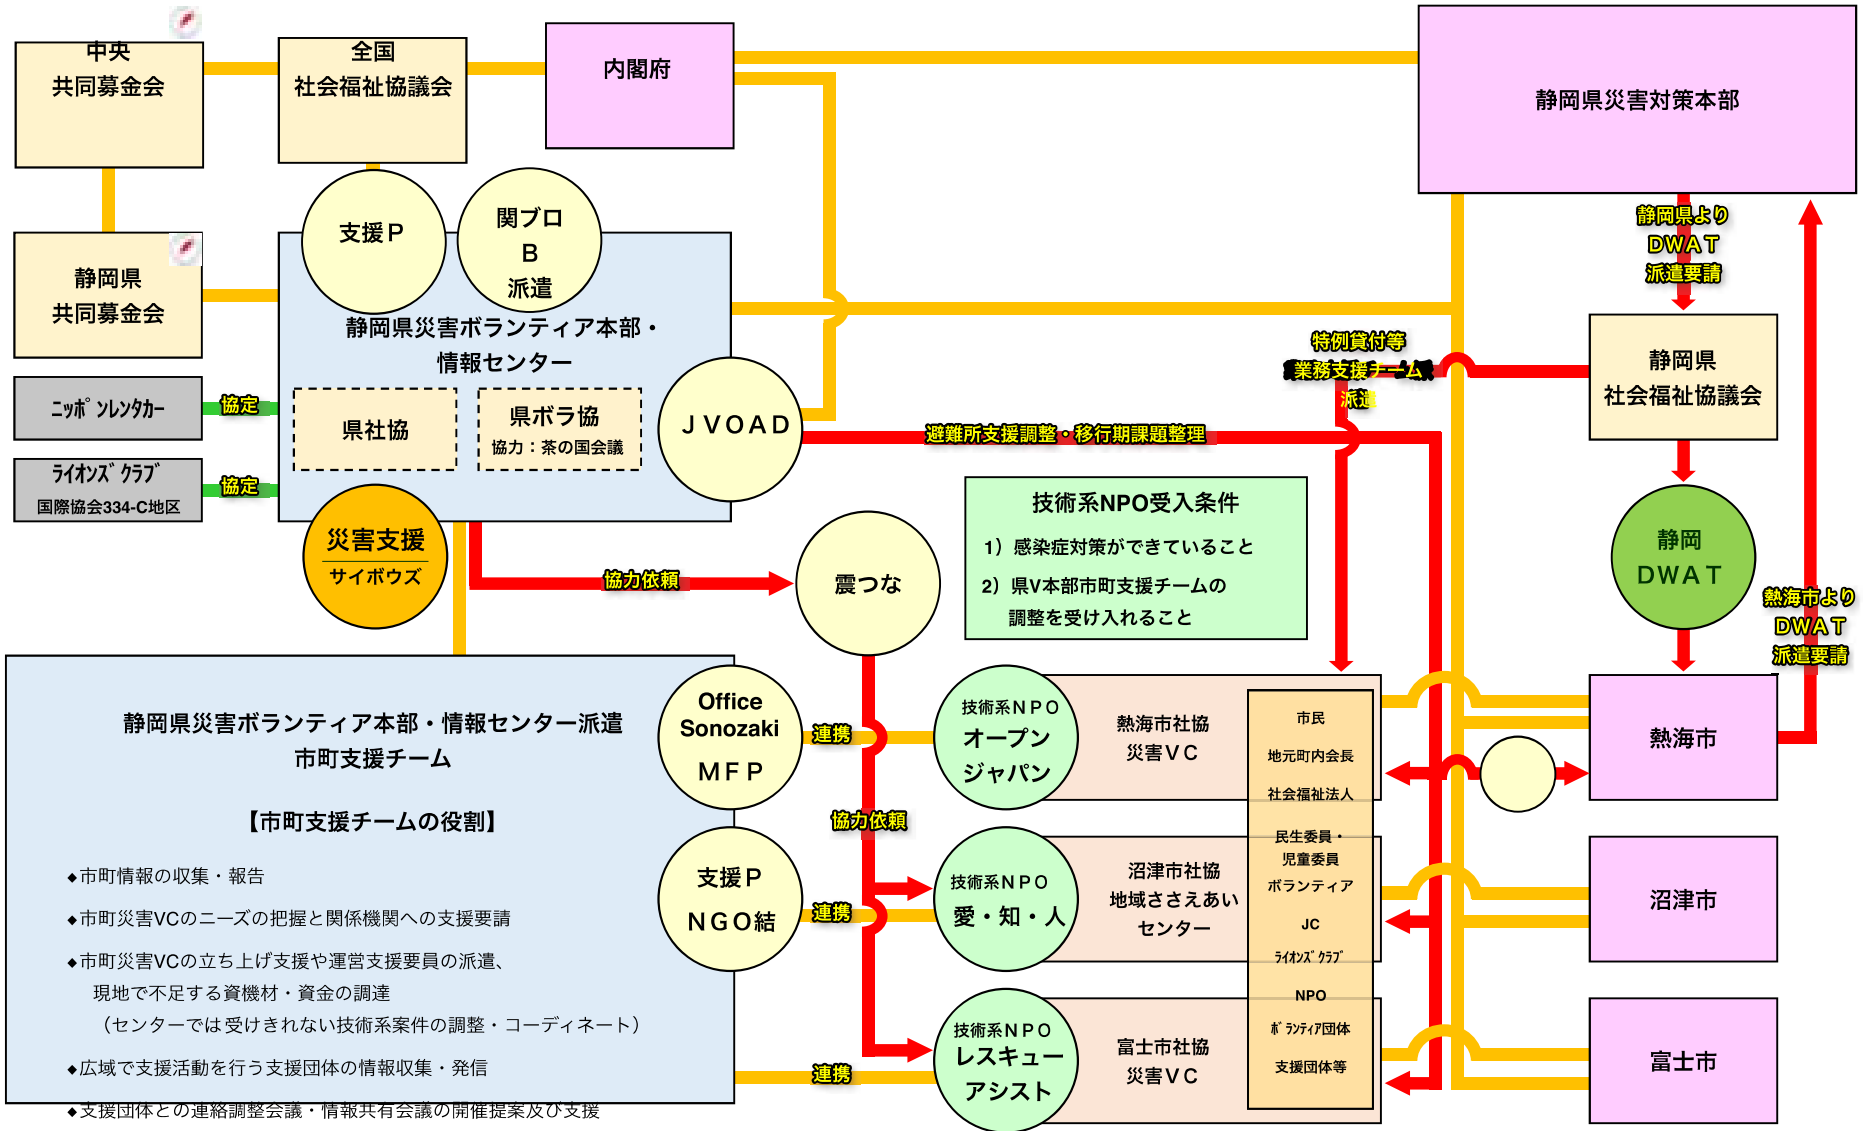 中央
共同募金会
全国
社会福祉協議会
内閣府
静岡県災害対策本部
支援Ｐ
関ブロ
B
派遣
静岡県
共同募金会
静岡県災害ボランティア本部・
情報センター
静岡県より
ＤＷＡＴ
派遣要請
ﾆｯﾎﾟﾝﾚﾝﾀｶｰ
協定
県社協
県ボラ協
協力：茶の国会議
ＪＶＯＡＤ
特例貸付等
業務支援チーム
派遣
静岡県
社会福祉協議会
避難所支援調整・移行期課題整理
ﾗｲｵﾝｽﾞｸﾗﾌﾞ
国際協会334-C地区
協定
災害支援
サイボウズ
協力依頼
震つな
技術系NPO受入条件
1）感染症対策ができていること
2）県V本部市町支援チームの
調整を受け入れること
静岡
ＤＷＡＴ
熱海市より
ＤＷＡＴ
派遣要請
静岡県災害ボランティア本部・情報センター派遣
市町支援チーム
【市町支援チームの役割】
◆市町情報の収集・報告
◆市町災害VCのニーズの把握と関係機関への支援要請
◆市町災害VCの立ち上げ支援や運営支援要員の派遣、
現地で不足する資機材・資金の調達
（センターでは受けきれない技術系案件の調整・コーディネート）
◆広域で支援活動を行う支援団体の情報収集・発信
◆支援団体との連絡調整会議・情報共有会議の開催提案及び支援
Office
Sonozaki
ＭＦＰ
連携
技術系ＮＰＯ
オープン
ジャパン
熱海市社協
災害ＶＣ
熱海市
協力依頼
支援Ｐ
ＮＧＯ結
連携
技術系ＮＰＯ
愛・知・人
沼津市社協
地域ささえあい
センター
沼津市
連携
技術系ＮＰＯ
レスキュー
アシスト
富士市社協
災害ＶＣ
富士市
市民
地元町内会長
社会福祉法人
民生委員・
児童委員
ボランティア
JC
ﾗｲｵﾝｽﾞｸﾗﾌﾞ
NPO
ﾎﾞﾗﾝﾃｨｱ団体
支援団体等